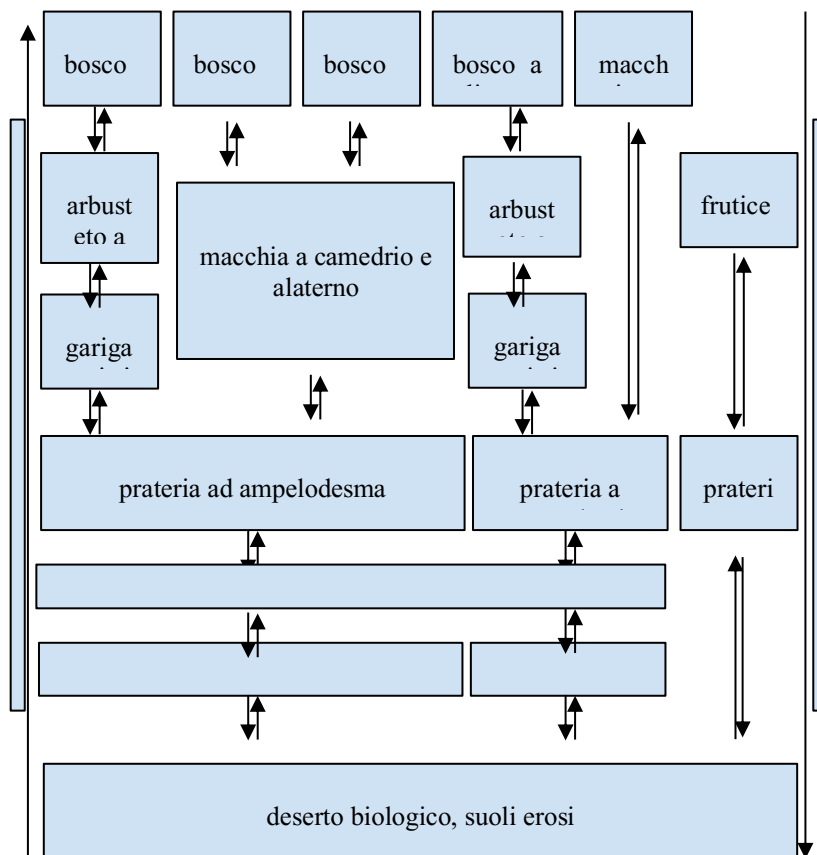 bosco
bosco
bosco
bosco a
macch
arbust
eto a
macchia a camedrio e
alaterno
arbust
frutice
gariga
gariga
prateria ad ampelodesma
prateria a
prateri
deserto biologico, suoli erosi